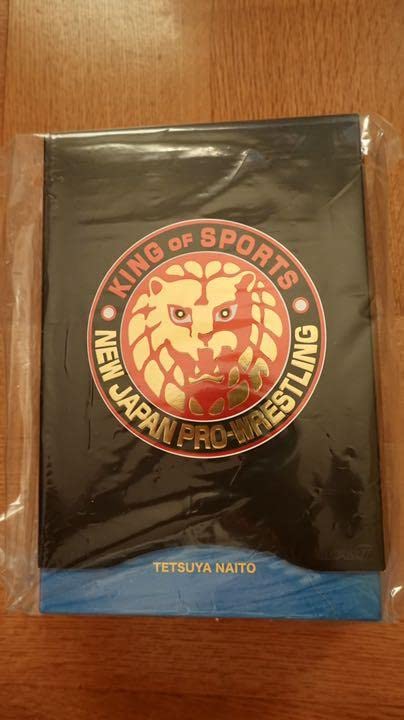 KING OF SPORTS
NEW JAPAN PRO-WRESTLING
TETSUYA NAITO